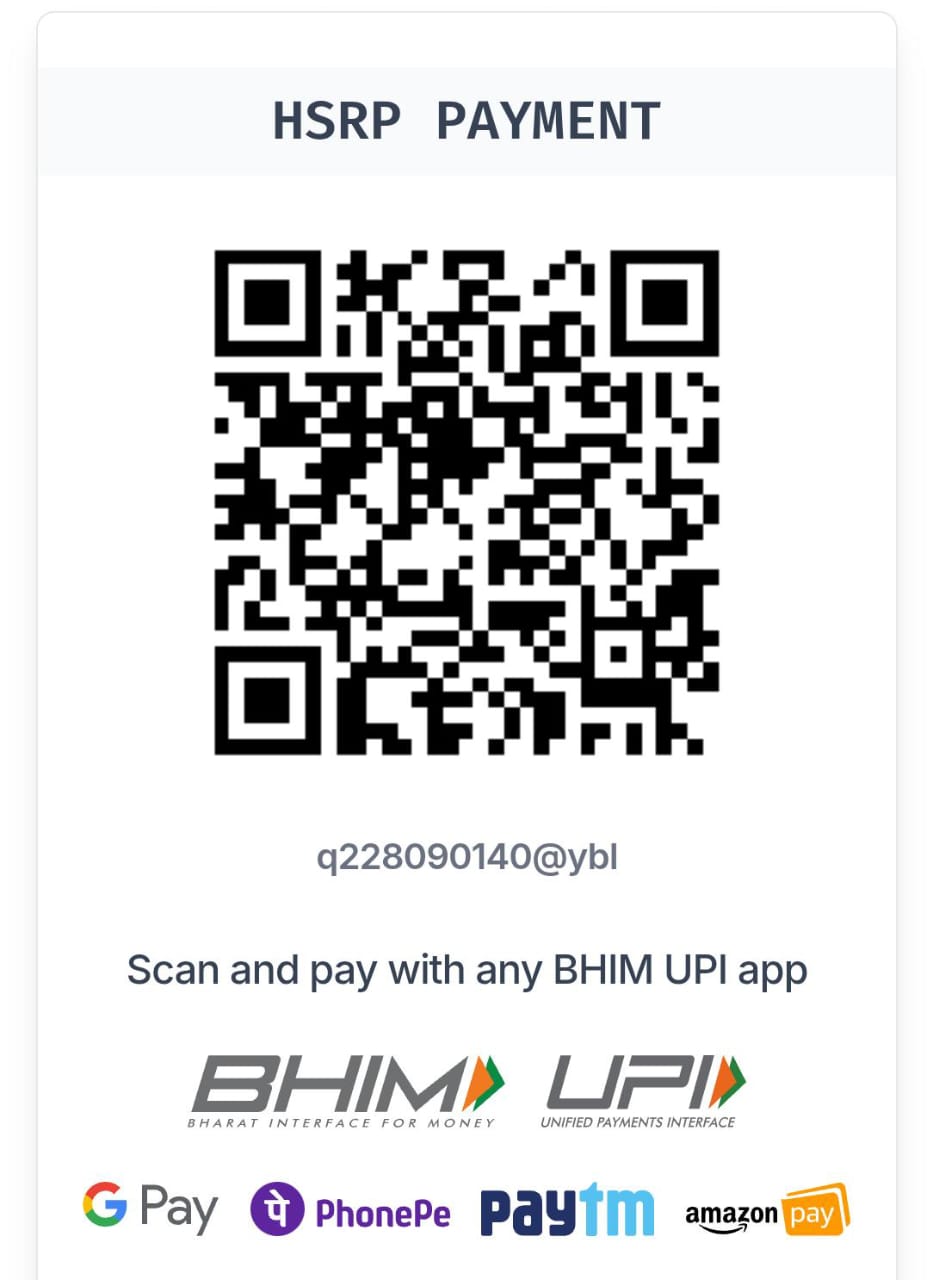 HSRP PAYMENT
q228090140@ybl
Scan and pay with any BHIM UPI app
BHIM UPI
BHARAT INTERFACE FOR MONEY UNIFIED PAYMENTS INTERFACE
G Pay पे PhonePe paytm amazon pay